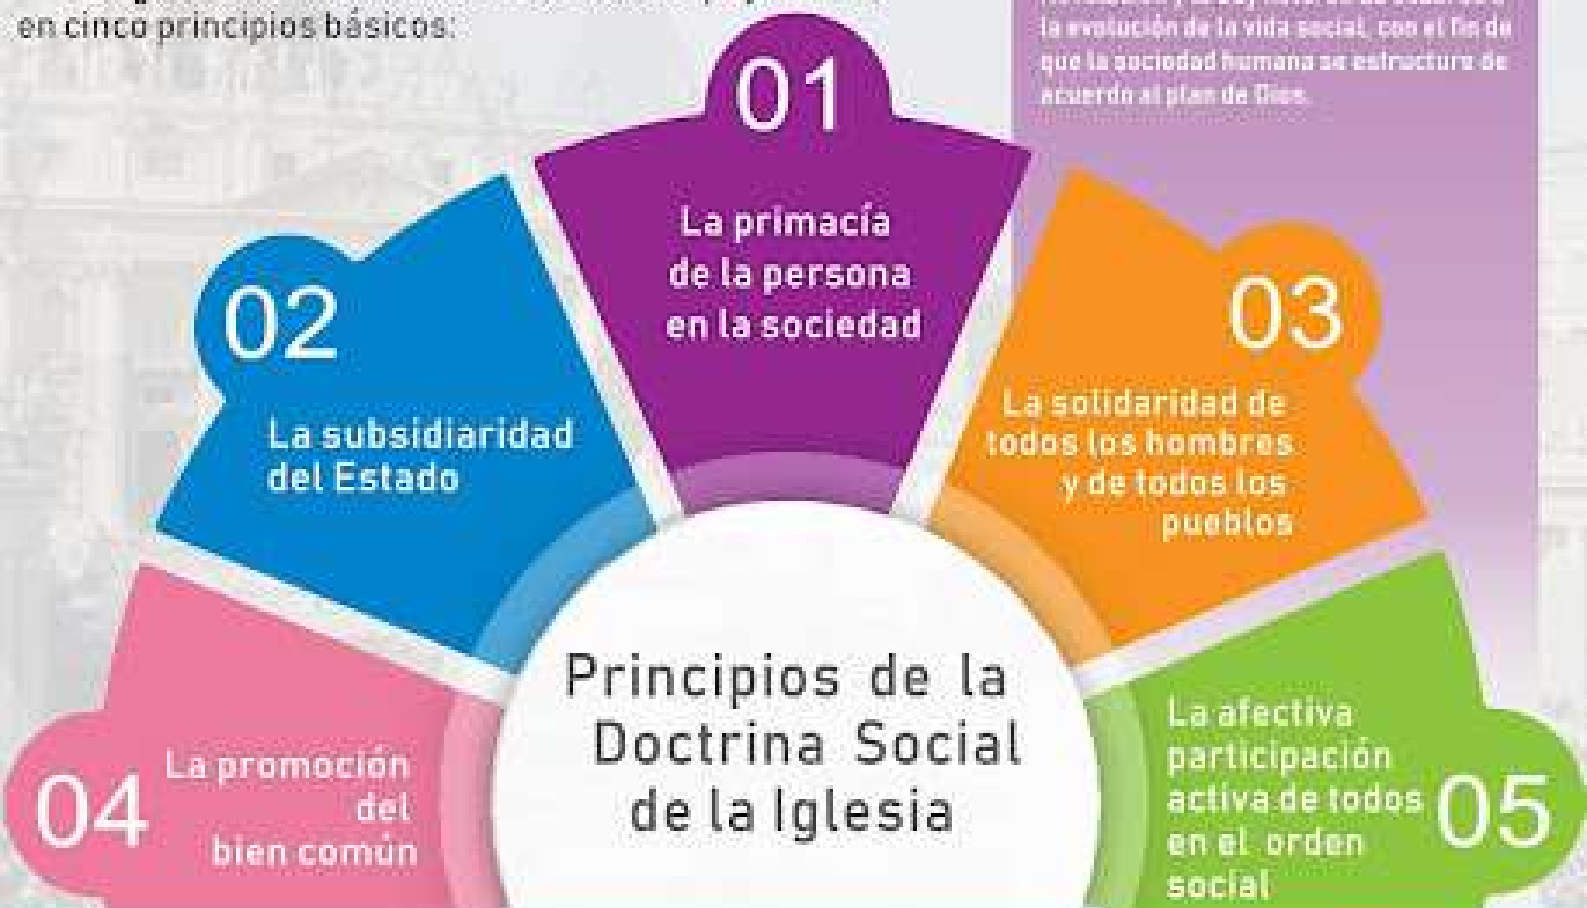 en cinco principios básicos:
la evolución de la vida social, con el fin de
que la sociedad humana se estructure de
acuerdo al plan de Dios.
01
La primacía
de la persona
en la sociedad
02
La subsidiaridad
del Estado
03
La solidaridad de
todos los hombres
y de todos los
pueblos
04
La promoción
del
bien común
05
La afectiva
participación
activa de todos
en el orden
social
Principios de la
Doctrina Social
de la Iglesia